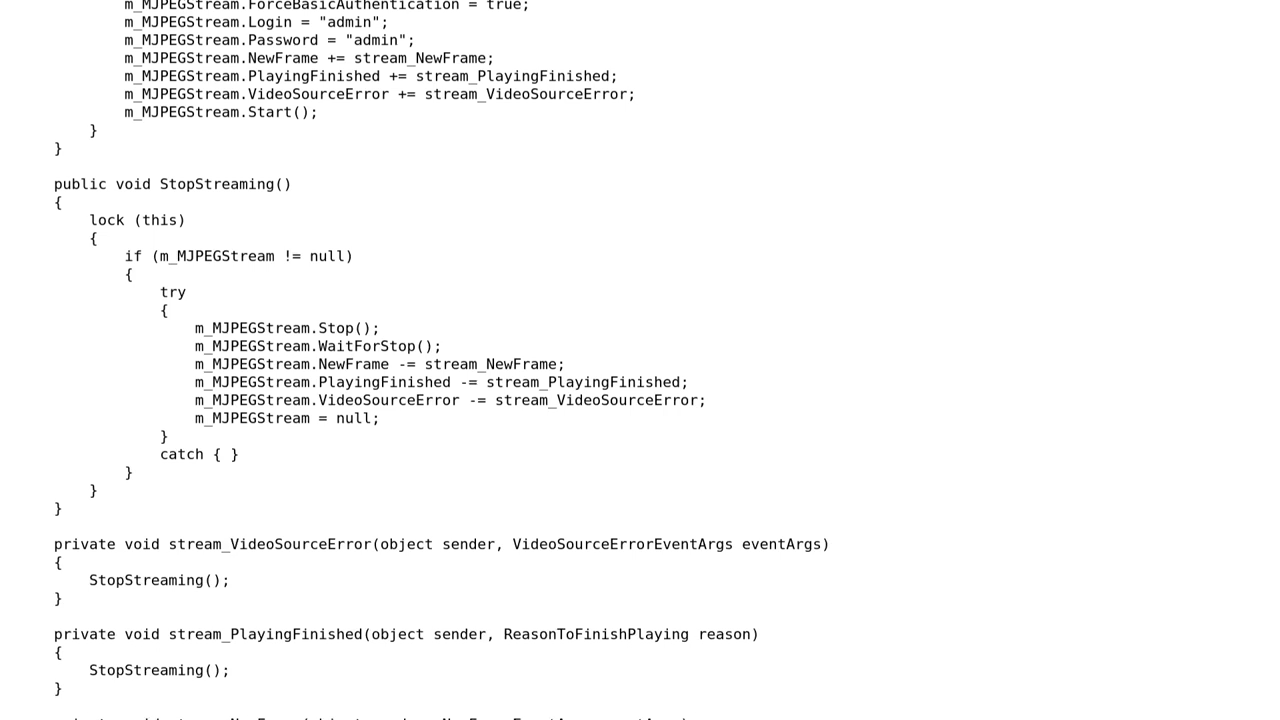 m_MJPEGStream.ForceBasicAuthentication = true;
m_MJPEGStream.Login = "admin";
m_MJPEGStream.Password = "admin";
m_MJPEGStream.NewFrame += stream_NewFrame;
m_MJPEGStream.PlayingFinished += stream_PlayingFinished;
m_MJPEGStream.VideoSourceError += stream_VideoSourceError;
m_MJPEGStream.Start();
}
}
public void StopStreaming()
{
lock (this)
{
if (m_MJPEGStream != null)
{
try
{
m_MJPEGStream.Stop();
m_MJPEGStream.WaitForStop();
m_MJPEGStream.NewFrame -= stream_NewFrame;
m_MJPEGStream.PlayingFinished -= stream_PlayingFinished;
m_MJPEGStream.VideoSourceError -= stream_VideoSourceError;
m_MJPEGStream = null;
}
catch { }
}
}
}
private void stream_VideoSourceError(object sender, VideoSourceErrorEventArgs eventArgs)
{
StopStreaming();
}
private void stream_PlayingFinished(object sender, ReasonToFinishPlaying reason)
{
StopStreaming();
}